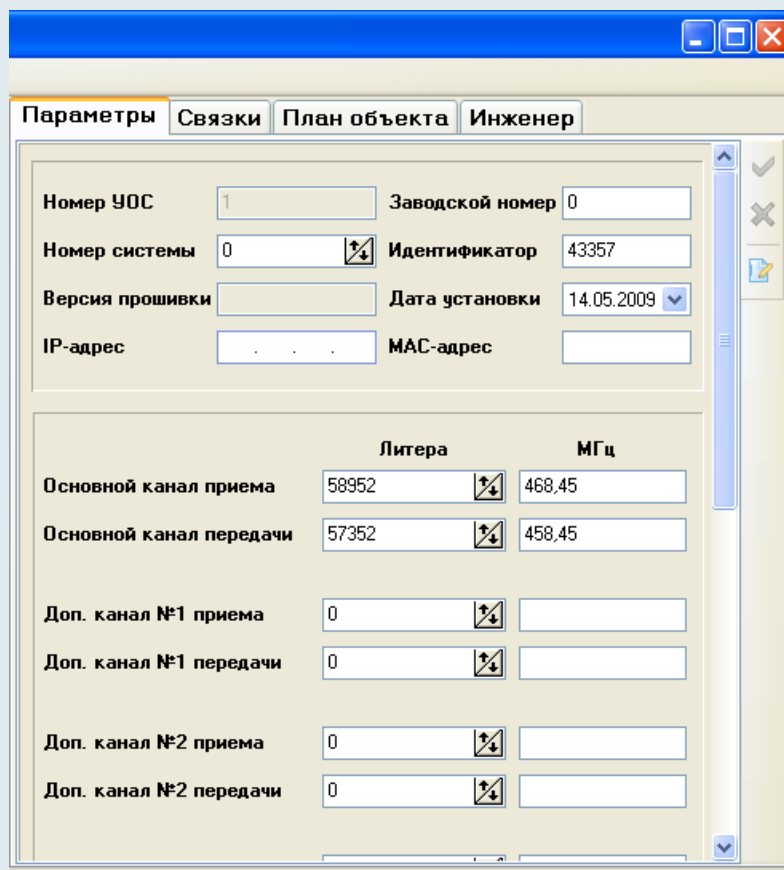 Параметры Связки План объекта Инженер
Номер УОС 1 Заводской номер 0
Номер системы 0 Идентификатор 43357
Версия прошивки Дата установки 14.05.2009
IP-адрес . . . MAC-адрес
Литера МГц
Основной канал приема 58952 468,45
Основной канал передачи 57352 458,45
Доп. канал №1 приема 0
Доп. канал №1 передачи 0
Доп. канал №2 приема 0
Доп. канал №2 передачи 0